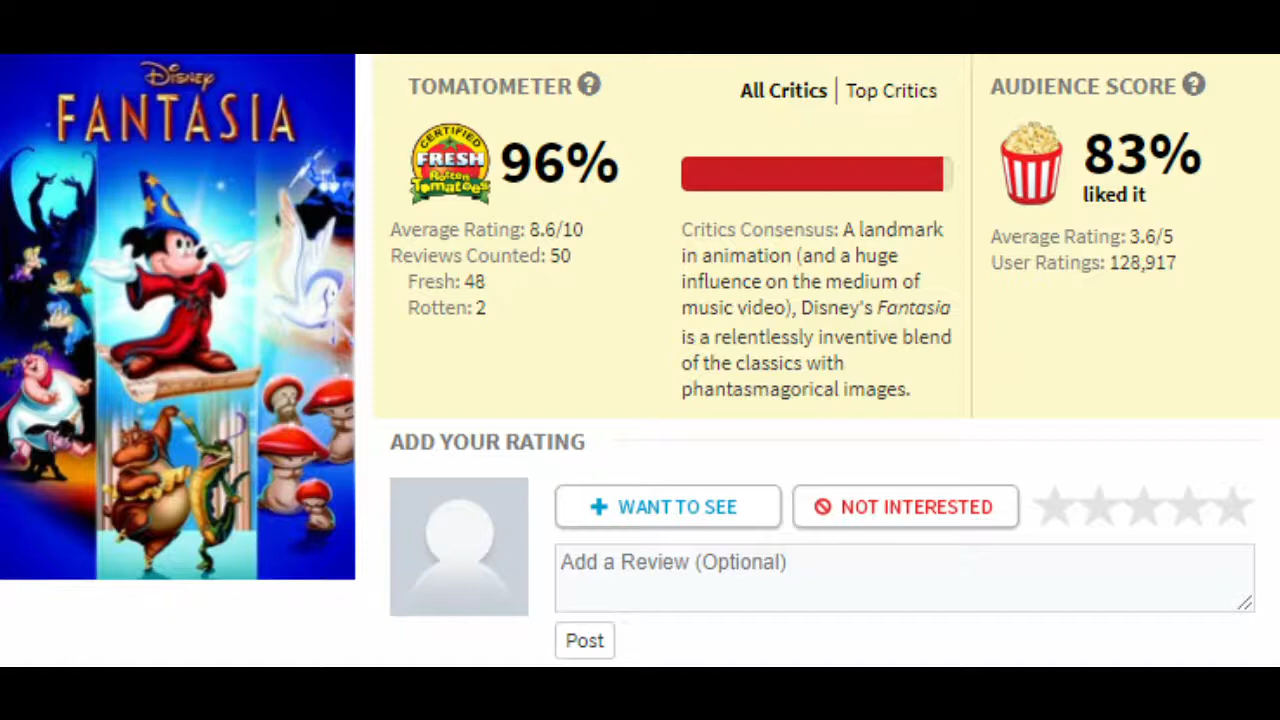 Disney
FANTASIA
TOMATOMETER ?
All Critics | Top Critics
CERTIFIED
FRESH
Rotten
Tomatoes
96%
Average Rating: 8.6/10
Reviews Counted: 50
Fresh: 48
Rotten: 2
Critics Consensus: A landmark
in animation (and a huge
influence on the medium of
music video), Disney's Fantasia
is a relentlessly inventive blend
of the classics with
phantasmagorical images.
AUDIENCE SCORE ?
83%
liked it
Average Rating: 3.6/5
User Ratings: 128,917
ADD YOUR RATING
WANT TO SEE
NOT INTERESTED
Add a Review (Optional)
Post